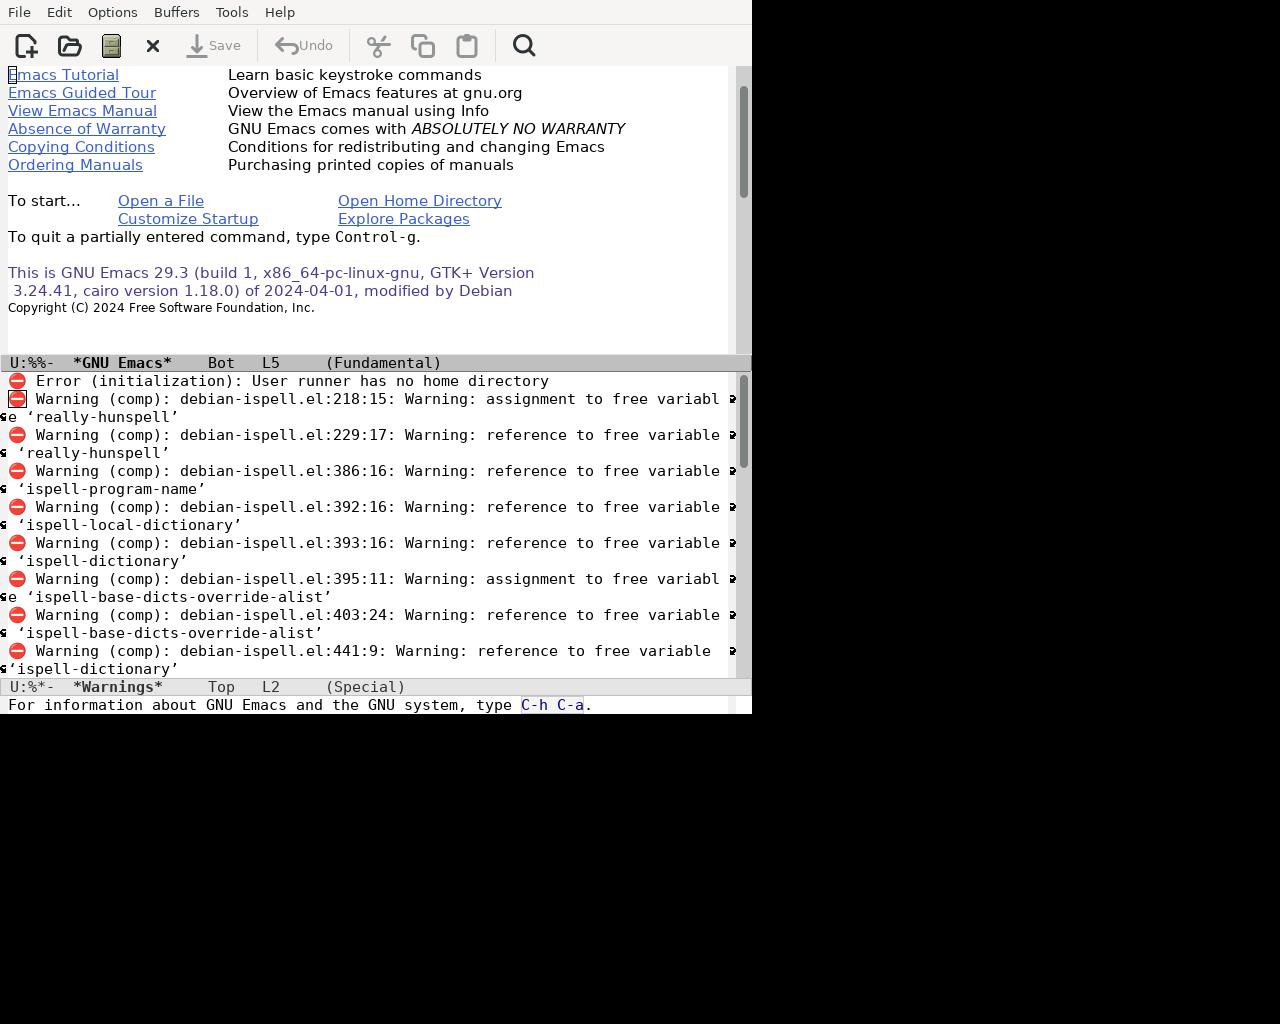 File Edit Options Buffers Tools Help
Save Undo
Emacs Tutorial Learn basic keystroke commands
Emacs Guided Tour Overview of Emacs features at gnu.org
View Emacs Manual View the Emacs manual using Info
Absence of Warranty GNU Emacs comes with ABSOLUTELY NO WARRANTY
Copying Conditions Conditions for redistributing and changing Emacs
Ordering Manuals Purchasing printed copies of manuals
To start... Open a File Open Home Directory
Customize Startup Explore Packages
To quit a partially entered command, type Control-g.
This is GNU Emacs 29.3 (build 1, x86_64-pc-linux-gnu, GTK+ Version
3.24.41, cairo version 1.18.0) of 2024-04-01, modified by Debian
Copyright (C) 2024 Free Software Foundation, Inc.
U:%%- *GNU Emacs* Bot L5 (Fundamental)
Error (initialization): User runner has no home directory
Warning (comp): debian-ispell.el:218:15: Warning: assignment to free variabl
e ‘really-hunspell’
Warning (comp): debian-ispell.el:229:17: Warning: reference to free variable
‘really-hunspell’
Warning (comp): debian-ispell.el:386:16: Warning: reference to free variable
‘ispell-program-name’
Warning (comp): debian-ispell.el:392:16: Warning: reference to free variable
‘ispell-local-dictionary’
Warning (comp): debian-ispell.el:393:16: Warning: reference to free variable
‘ispell-dictionary’
Warning (comp): debian-ispell.el:395:11: Warning: assignment to free variabl
e ‘ispell-base-dicts-override-alist’
Warning (comp): debian-ispell.el:403:24: Warning: reference to free variable
‘ispell-base-dicts-override-alist’
Warning (comp): debian-ispell.el:441:9: Warning: reference to free variable
‘ispell-dictionary’
U:%*- *Warnings* Top L2 (Special)
For information about GNU Emacs and the GNU system, type C-h C-a.